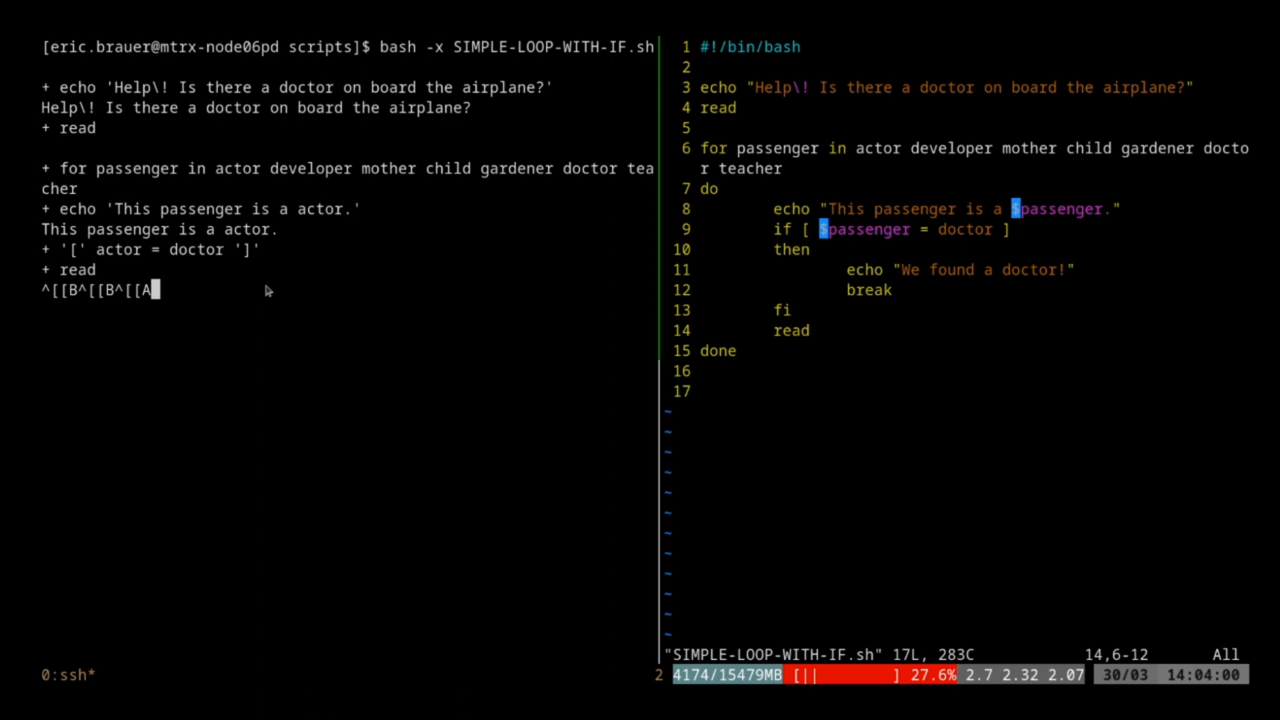 [eric.brauer@mtrx-node06pd scripts]$ bash -x SIMPLE-LOOP-WITH-IF.sh
+ echo 'Help\! Is there a doctor on board the airplane?'
Help\! Is there a doctor on board the airplane?
+ read
+ for passenger in actor developer mother child gardener doctor tea
cher
+ echo 'This passenger is a actor.'
This passenger is a actor.
+ '[' actor = doctor ']'
+ read
^[[B^[[B^[[A
0:ssh*
1 #!/bin/bash
2
3 echo "Help\! Is there a doctor on board the airplane?"
4 read
5
6 for passenger in actor developer mother child gardener docto
r teacher
7 do
8 echo "This passenger is a $passenger."
9 if [ $passenger = doctor ]
10 then
11 echo "We found a doctor!"
12 break
13 fi
14 read
15 done
16
17
~
~
~
~
~
~
~
~
~
~
~
~
"SIMPLE-LOOP-WITH-IF.sh" 17L, 283C 14,6-12 All
2 4174/15479MB [|| ] 27.6% 2.7 2.32 2.07 30/03 14:04:00